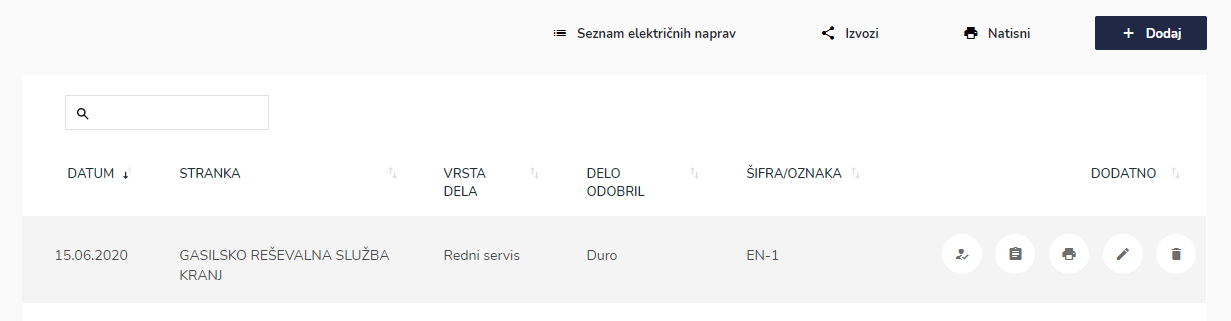 Seznam električnih naprav Izvozi Natisni + Dodaj
DATUM STRANKA VRSTA DELA DELO ODOBRIL ŠIFRA/OZNAKA DODATNO
15.06.2020 GASILSKO REŠEVALNA SLUŽBA KRANJ Redni servis Duro EN-1